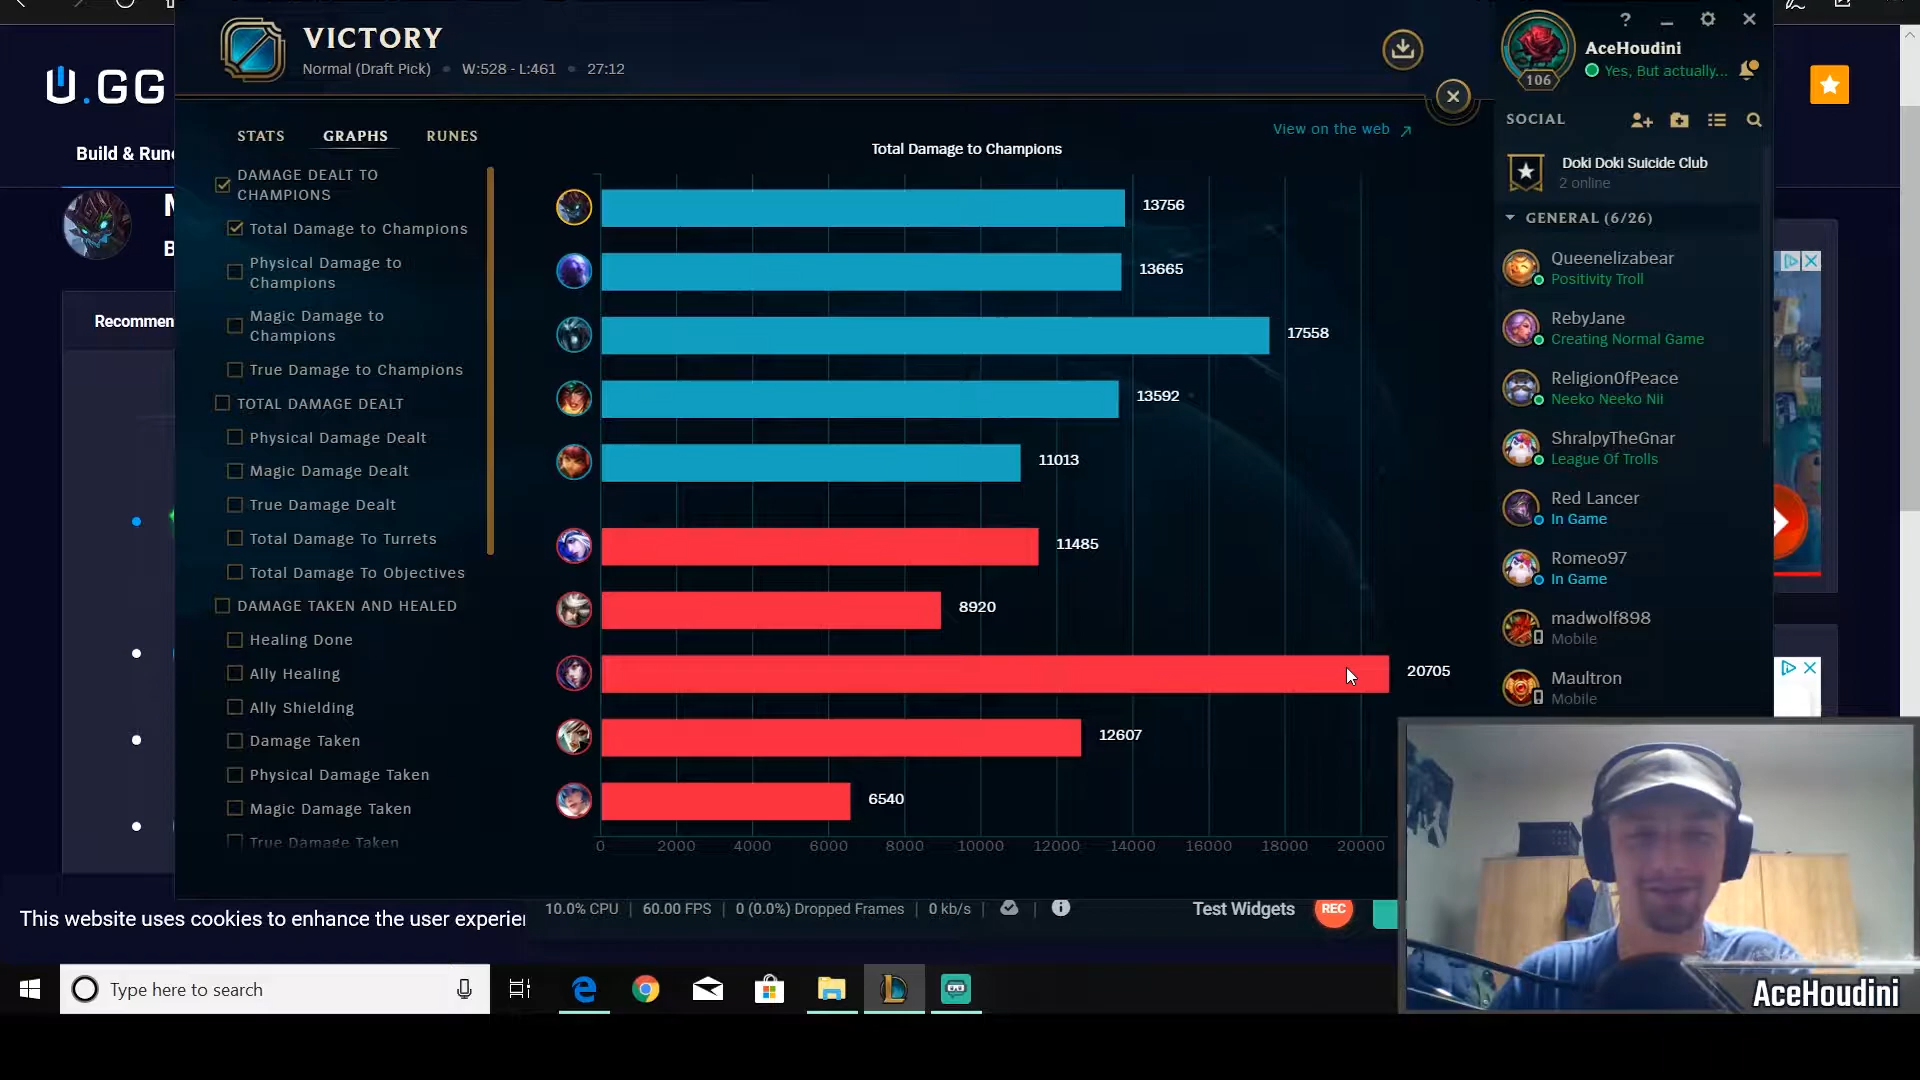 U.GG
Build & Run
M
B
Recommen
This website uses cookies to enhance the user experie
VICTORY
Normal (Draft Pick) • W:528 - L:461 • 27:12
STATS
GRAPHS
RUNES
View on the web
DAMAGE DEALT TO
CHAMPIONS
Total Damage to Champions
Physical Damage to
Champions
Magic Damage to
Champions
True Damage to Champions
TOTAL DAMAGE DEALT
Physical Damage Dealt
Magic Damage Dealt
True Damage Dealt
Total Damage To Turrets
Total Damage To Objectives
DAMAGE TAKEN AND HEALED
Healing Done
Ally Healing
Ally Shielding
Damage Taken
Physical Damage Taken
Magic Damage Taken
True Damage Taken
Total Damage to Champions
13756
13665
17558
13592
11013
11485
8920
20705
12607
6540
0 2000 4000 6000 8000 10000 12000 14000 16000 18000 20000
?
106
AceHoudini
Yes, But actually...
SOCIAL
Doki Doki Suicide Club
2 online
GENERAL (6/26)
Queenelizabear
Positivity Troll
RebyJane
Creating Normal Game
Religion0fPeace
Neeko Neeko Nii
ShralpyTheGnar
League Of Trolls
Red Lancer
In Game
Romeo97
In Game
madwolf898
Mobile
Maultron
Mobile
10.0% CPU | 60.00 FPS | 0 (0.0%) Dropped Frames | 0 kb/s
Test Widgets
REC
Type here to search
AceHoudini